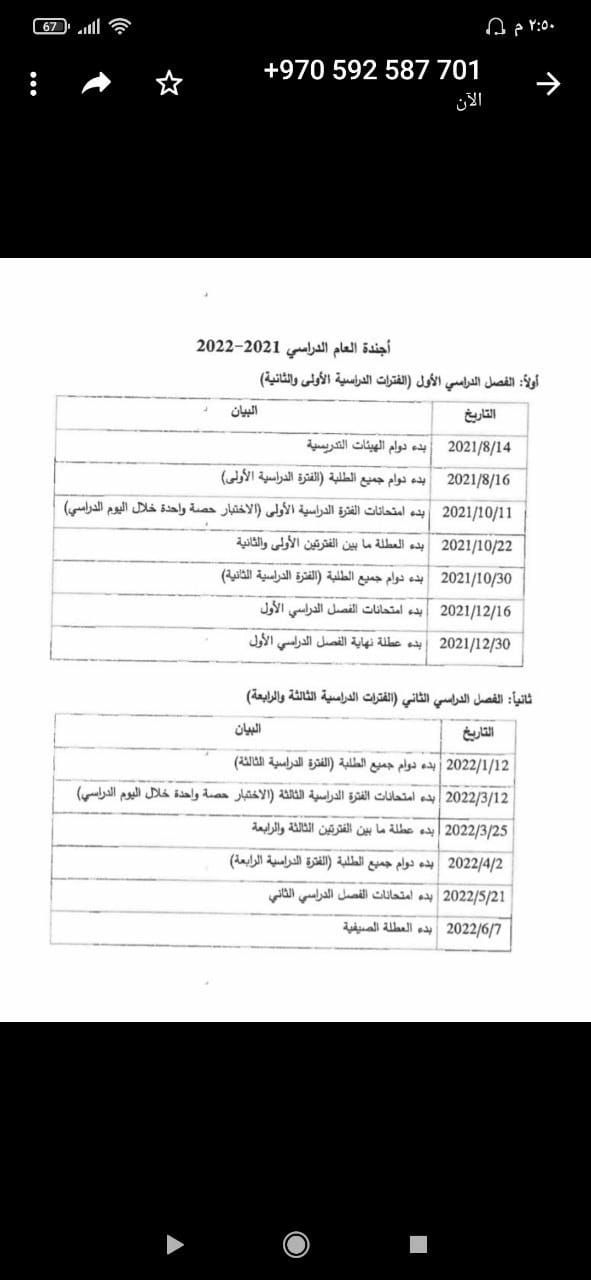 67
٢:٥٠ م
+970 592 587 701
الآن
أجندة العام الدراسي 2021-2022
أولاً: الفصل الدراسي الأول (الفترات الدراسية الأولى والثانية)
التاريخ البيان
2021/8/14 بدء دوام الهيئات التدريسية
2021/8/16 بدء دوام جميع الطلبة (الفترة الدراسية الأولى)
2021/10/11 بدء امتحانات الفترة الدراسية الأولى (الاختبار حصة واحدة خلال اليوم الدراسي)
2021/10/22 بدء العطلة ما بين الفترتين الأولى والثانية
2021/10/30 بدء دوام جميع الطلبة (الفترة الدراسية الثانية)
2021/12/16 بدء امتحانات الفصل الدراسي الأول
2021/12/30 بدء عطلة نهاية الفصل الدراسي الأول
ثانياً: الفصل الدراسي الثاني (الفترات الدراسية الثالثة والرابعة)
التاريخ البيان
2022/1/12 بدء دوام جميع الطلبة (الفترة الدراسية الثالثة)
2022/3/12 بدء امتحانات الفترة الدراسية الثالثة (الاختبار حصة واحدة خلال اليوم الدراسي)
2022/3/25 بدء عطلة ما بين الفترتين الثالثة والرابعة
2022/4/2 بدء دوام جميع الطلبة (الفترة الدراسية الرابعة)
2022/5/21 بدء امتحانات الفصل الدراسي الثاني
2022/6/7 بدء العطلة الصيفية